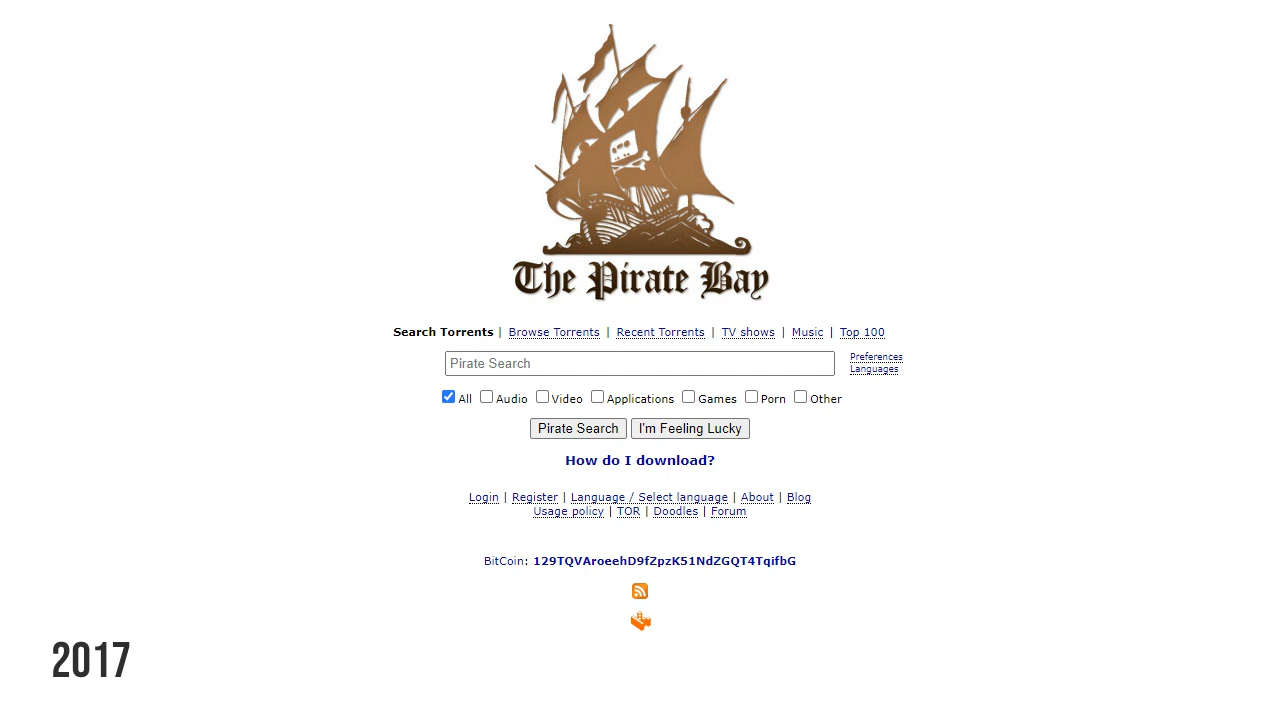 The Pirate Bay
Search Torrents | Browse Torrents | Recent Torrents | TV shows | Music | Top 100
Pirate Search
Preferences
Languages
All Audio Video Applications Games Porn Other
Pirate Search I'm Feeling Lucky
How do I download?
Login | Register | Language / Select language | About | Blog
Usage policy | TOR | Doodles | Forum
BitCoin: 129TQVAroeehD9fZpzK51NdZGQT4TqifbG
2017